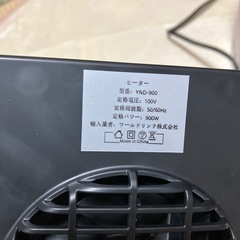 ヒーター
型番: YND-900
定格電圧: 100V
定格周波数: 50/60Hz
定格パワー: 900W
輸入業者: ワールドリンク株式会社
Made in China